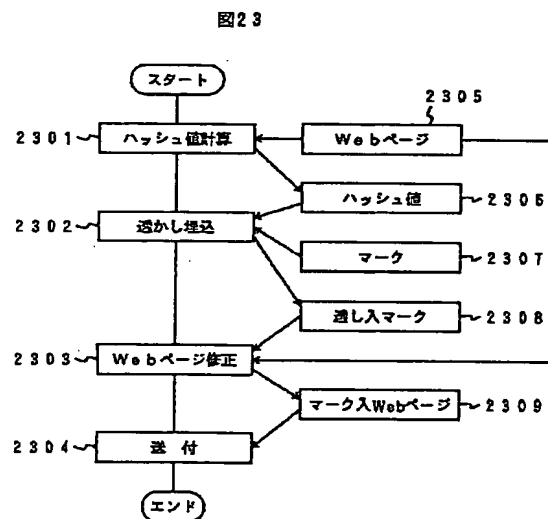 図23
スタート
2305
2301 ハッシュ値計算 Webページ
ハッシュ値 2306
2302 透かし埋込
マーク 2307
透し入マーク 2308
2303 Webページ修正
マーク入Webページ 2309
2304 送 付
エンド